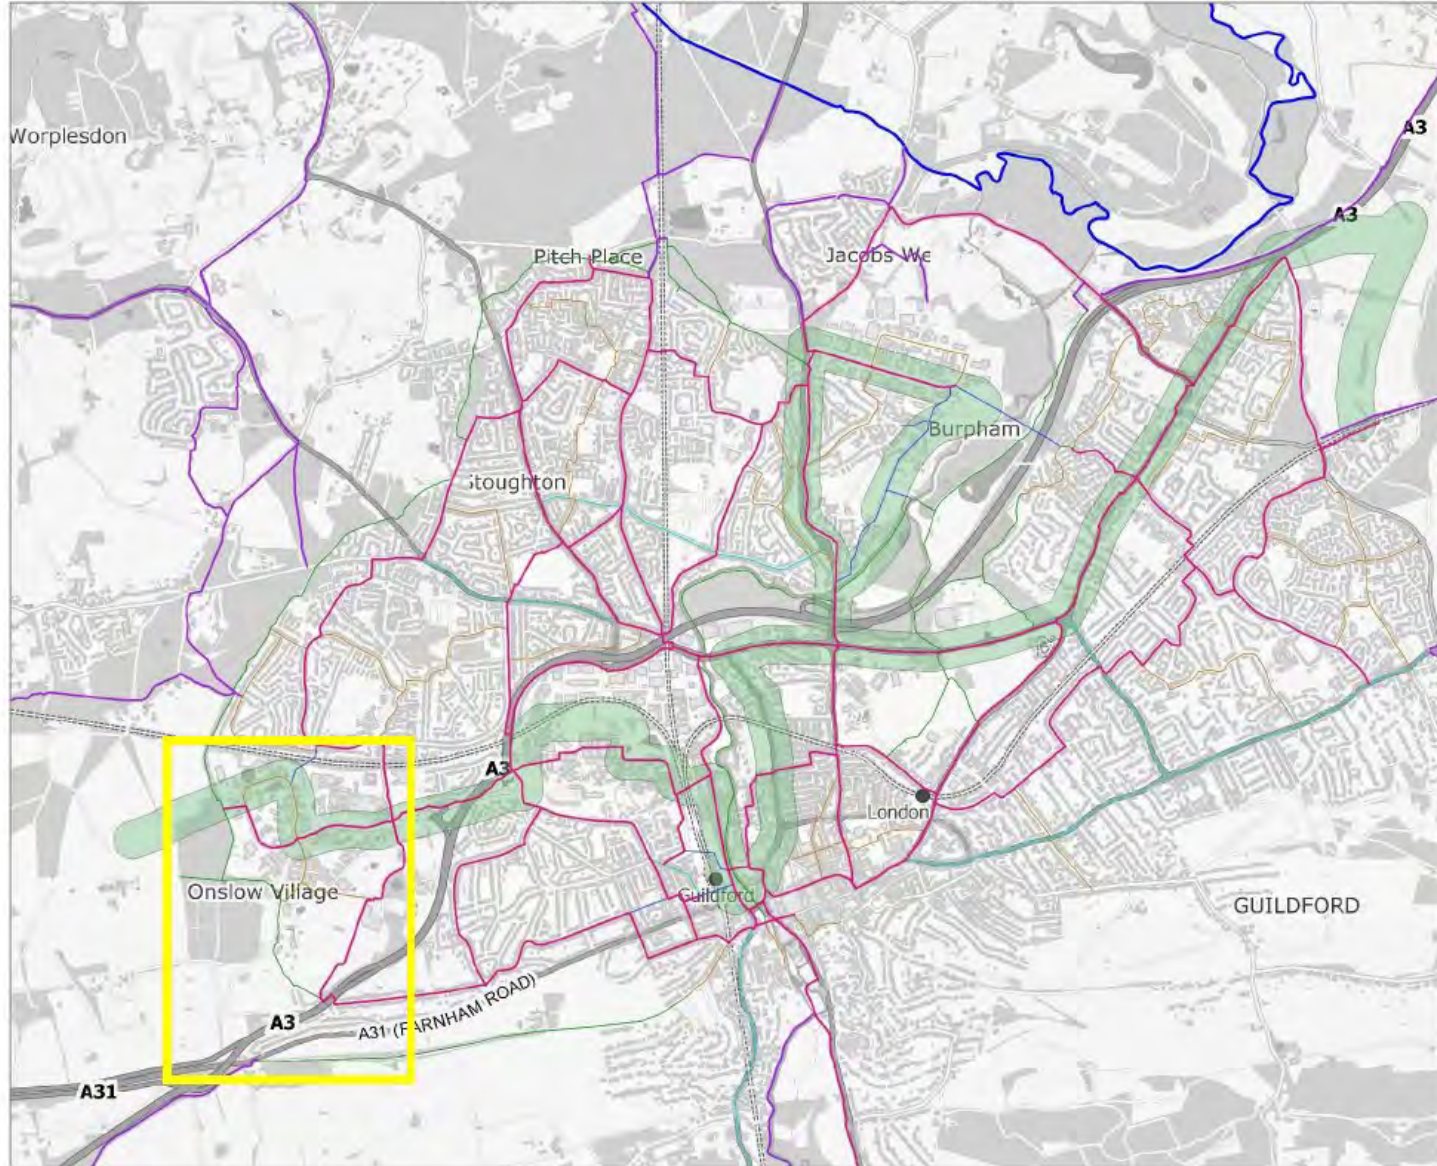 A3
Worplesdon
A3
Pitch Place
Jacobs We
Burpham
Stoughton
A3
London
Onslow Village
Guildford
GUILDFORD
A31 (FARNHAM ROAD)
A3
A31